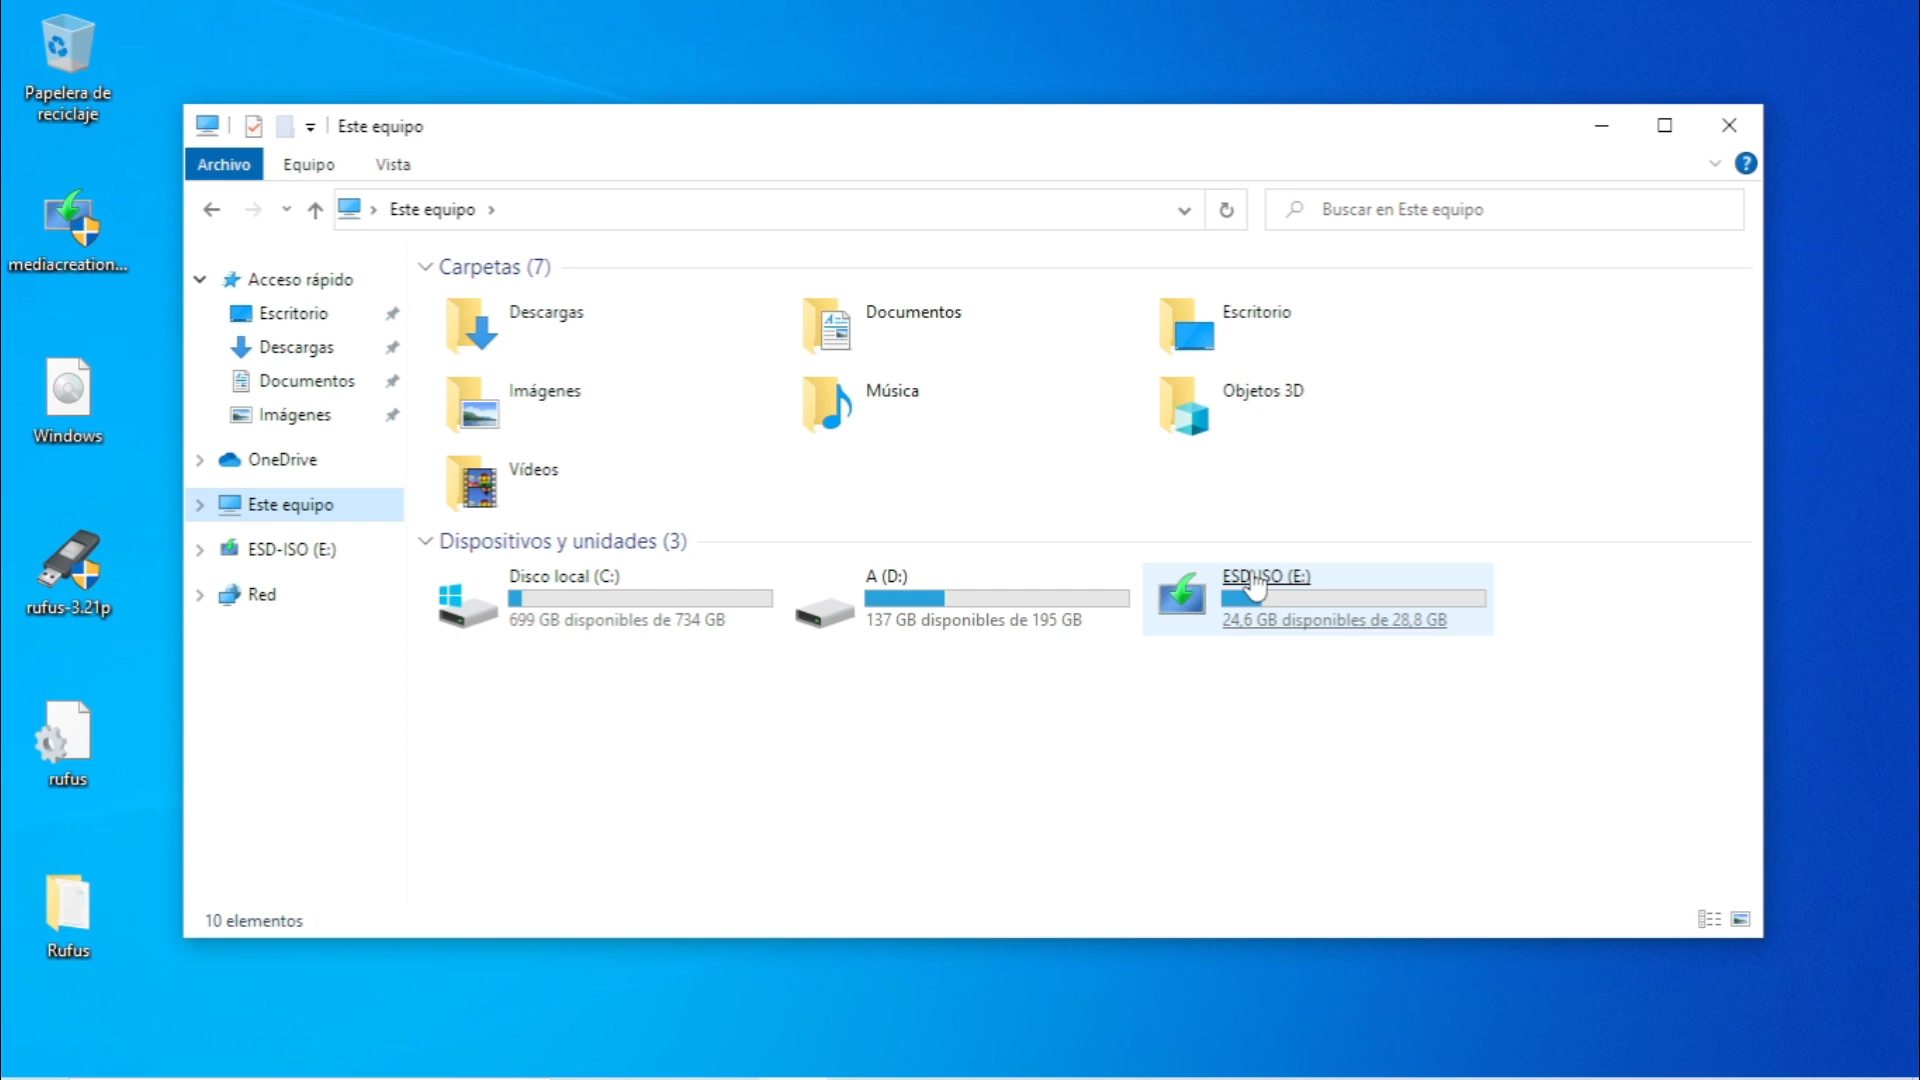 Papelera de
reciclaje
mediacreation...
Windows
rufus-3.21p
rufus
Rufus
Este equipo
Archivo
Equipo
Vista
Este equipo
Buscar en Este equipo
Acceso rápido
Escritorio
Descargas
Documentos
Imágenes
OneDrive
Este equipo
ESD-ISO (E:)
Red
Carpetas (7)
Descargas
Documentos
Escritorio
Imágenes
Música
Objetos 3D
Vídeos
Dispositivos y unidades (3)
Disco local (C:)
699 GB disponibles de 734 GB
A (D:)
137 GB disponibles de 195 GB
ESD-ISO (E:)
24,6 GB disponibles de 28,8 GB
10 elementos